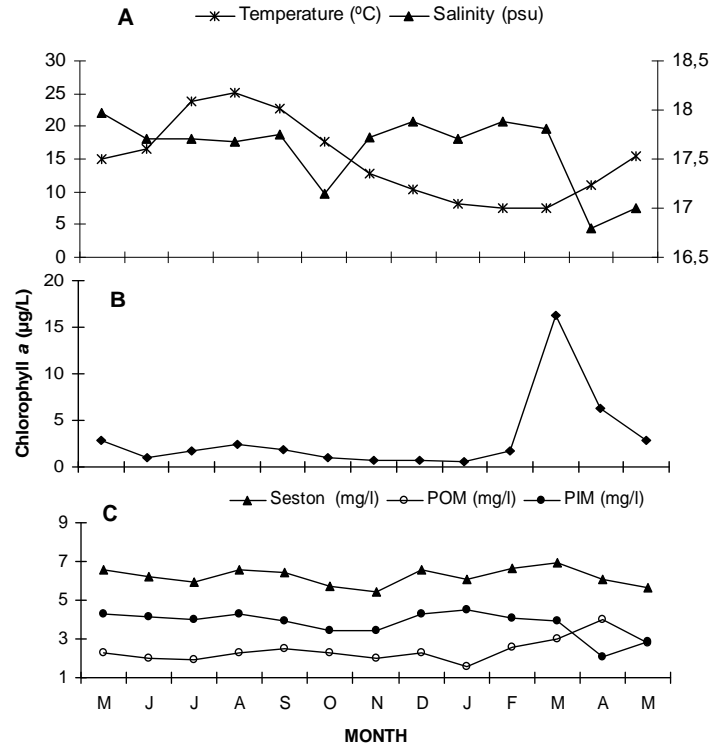 A
Temperature (ºC) Salinity (psu)
30 18,5
25 18
20
15 17,5
10
5 17
0 16,5
20
B
15
10
5
0
Chlorophyll a (µg/L)
Seston (mg/l) POM (mg/l) PIM (mg/l)
C
9
7
5
3
1
M J J A S O N D J F M A M
MONTH